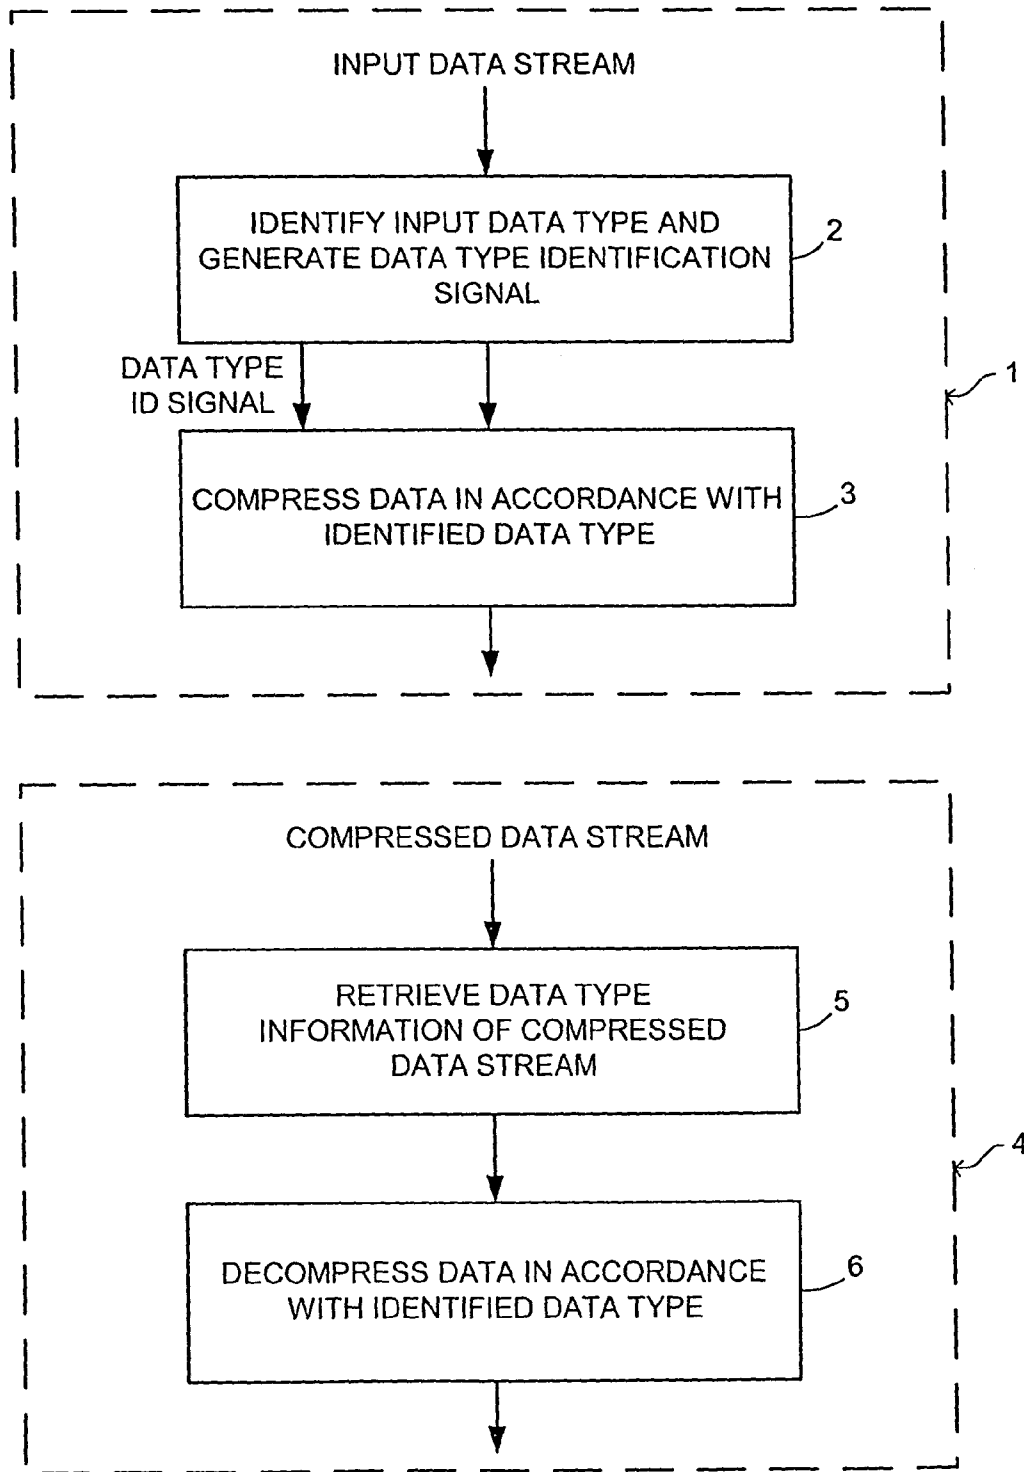 INPUT DATA STREAM
IDENTIFY INPUT DATA TYPE AND
GENERATE DATA TYPE IDENTIFICATION
SIGNAL
2
DATA TYPE
ID SIGNAL
1
COMPRESS DATA IN ACCORDANCE WITH
IDENTIFIED DATA TYPE
3
COMPRESSED DATA STREAM
RETRIEVE DATA TYPE
INFORMATION OF COMPRESSED
DATA STREAM
5
4
DECOMPRESS DATA IN ACCORDANCE
WITH IDENTIFIED DATA TYPE
6